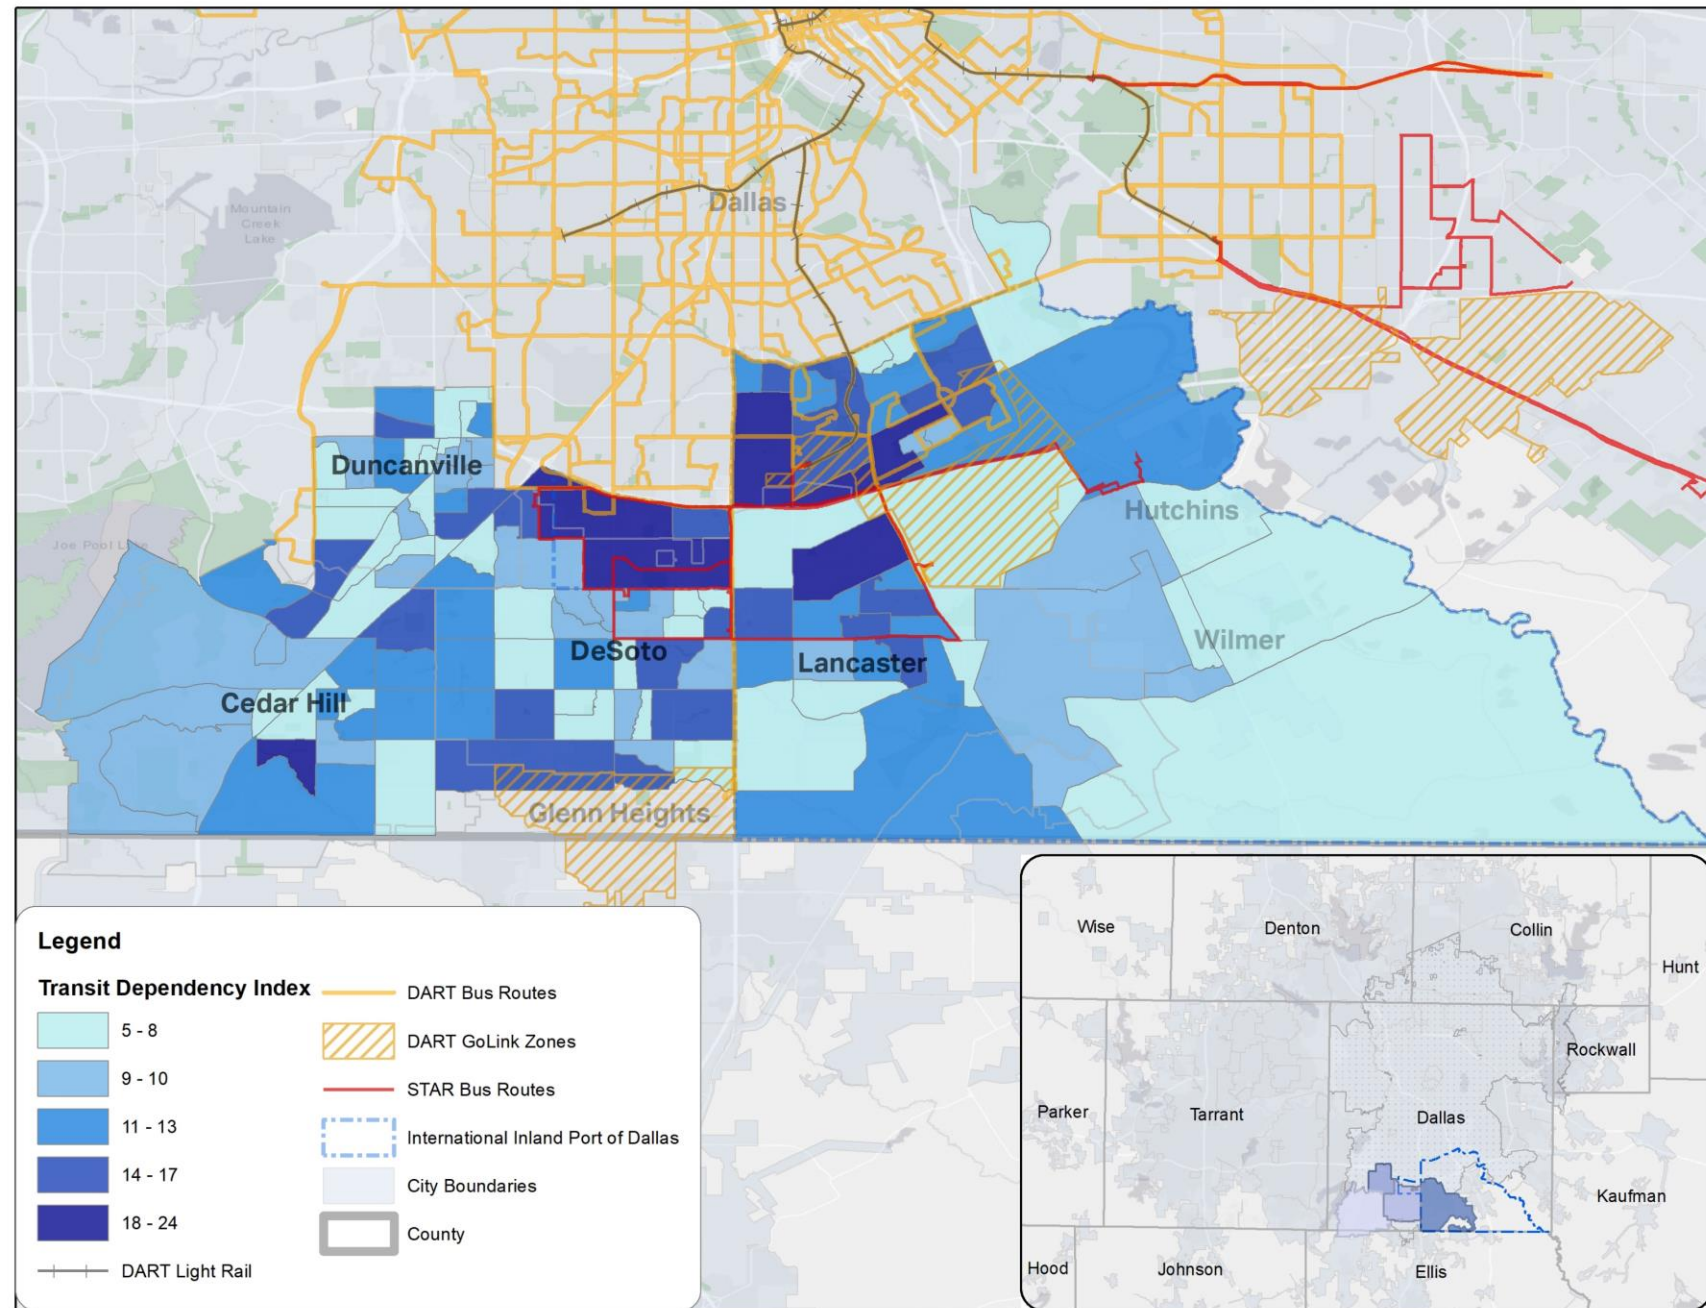 Dallas
Mountain
Creek
Lake
Duncanville
Hutchins
Joe Pool Lake
Wilmer
DeSoto
Lancaster
Cedar Hill
Glenn Heights
Legend
Transit Dependency Index
5 - 8
9 - 10
11 - 13
14 - 17
18 - 24
DART Light Rail
DART Bus Routes
DART GoLink Zones
STAR Bus Routes
International Inland Port of Dallas
City Boundaries
County
Wise
Denton
Collin
Hunt
Rockwall
Parker
Tarrant
Dallas
Kaufman
Hood
Johnson
Ellis